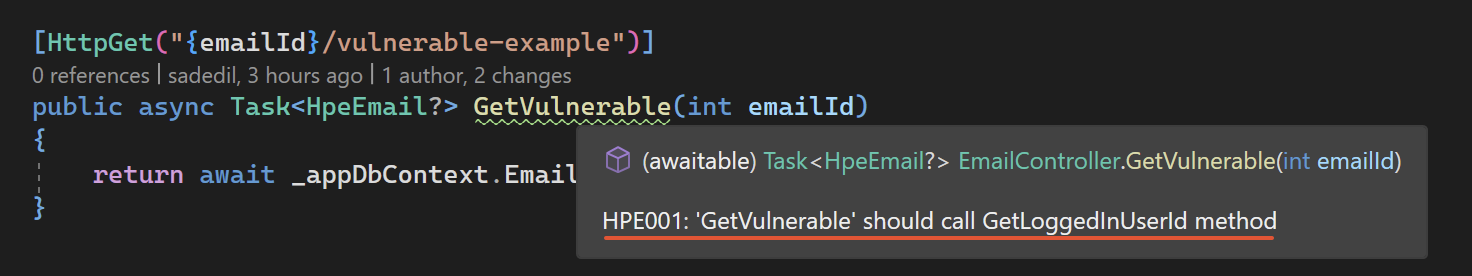 [HttpGet("{emailId}/vulnerable-example")]
0 references | sadedil, 3 hours ago | 1 author, 2 changes
public async Task<HpeEmail?> GetVulnerable(int emailId)
{
(awaitable) Task<HpeEmail?> EmailController.GetVulnerable(int emailId)
return await _appDbContext.Email
}
HPE001: 'GetVulnerable' should call GetLoggedInUserId method